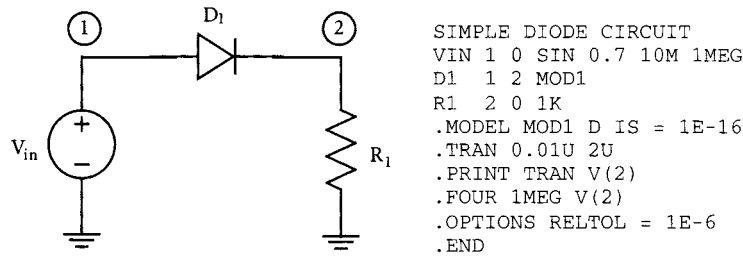 D1
1
2
Vin
+
−
R1
SIMPLE DIODE CIRCUIT
VIN 1 0 SIN 0.7 10M 1MEG
D1 1 2 MOD1
R1 2 0 1K
.MODEL MOD1 D IS = 1E-16
.TRAN 0.01U 2U
.PRINT TRAN V(2)
.FOUR 1MEG V(2)
.OPTIONS RELTOL = 1E-6
.END